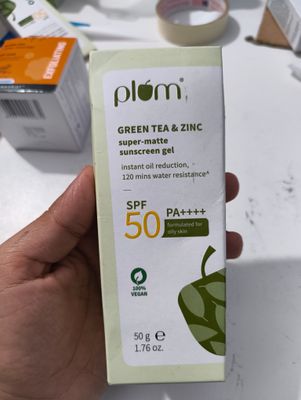 plum
GREEN TEA & ZINC
super-matte
sunscreen gel
instant oil reduction,
120 mins water resistance^
SPF
50 PA++++
formulated for
oily skin
100%
VEGAN
50 g e
1.76 oz.
EXFOLIATING